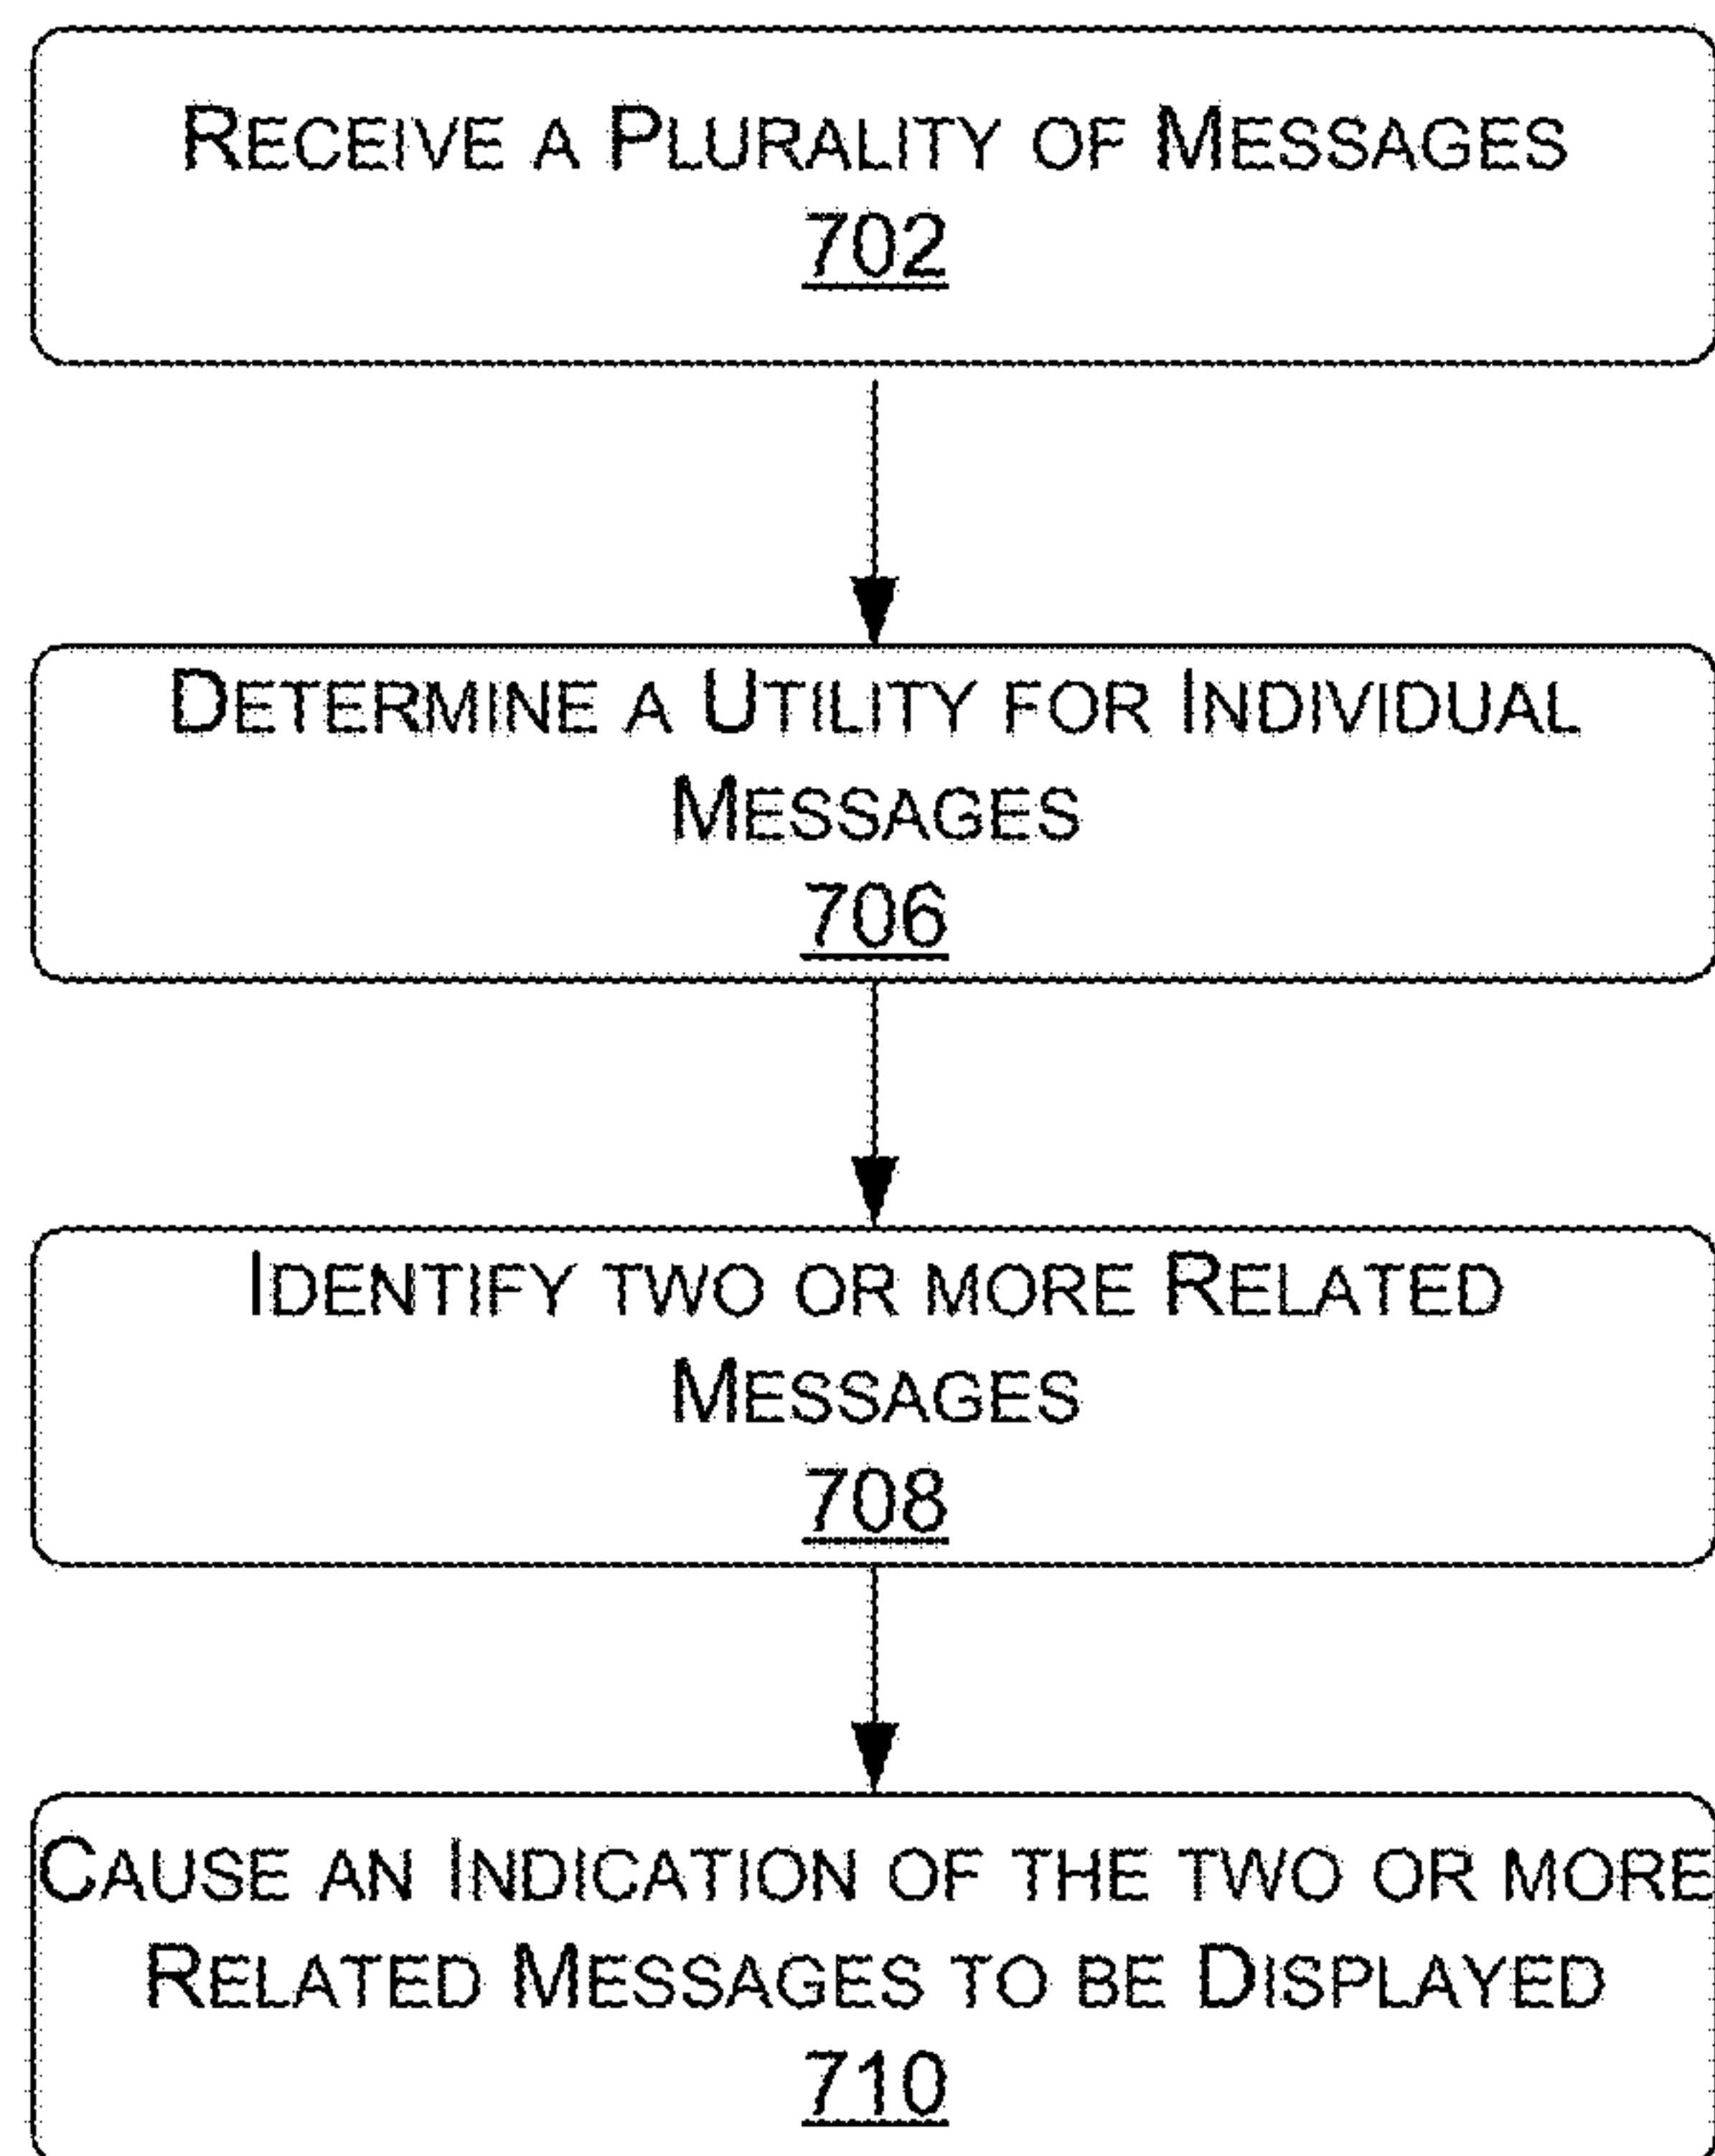 RECEIVE A PLURALITY OF MESSAGES
702
DETERMINE A UTILITY FOR INDIVIDUAL
MESSAGES
706
IDENTIFY TWO OR MORE RELATED
MESSAGES
708
CAUSE AN INDICATION OF THE TWO OR MORE
RELATED MESSAGES TO BE DISPLAYED
710